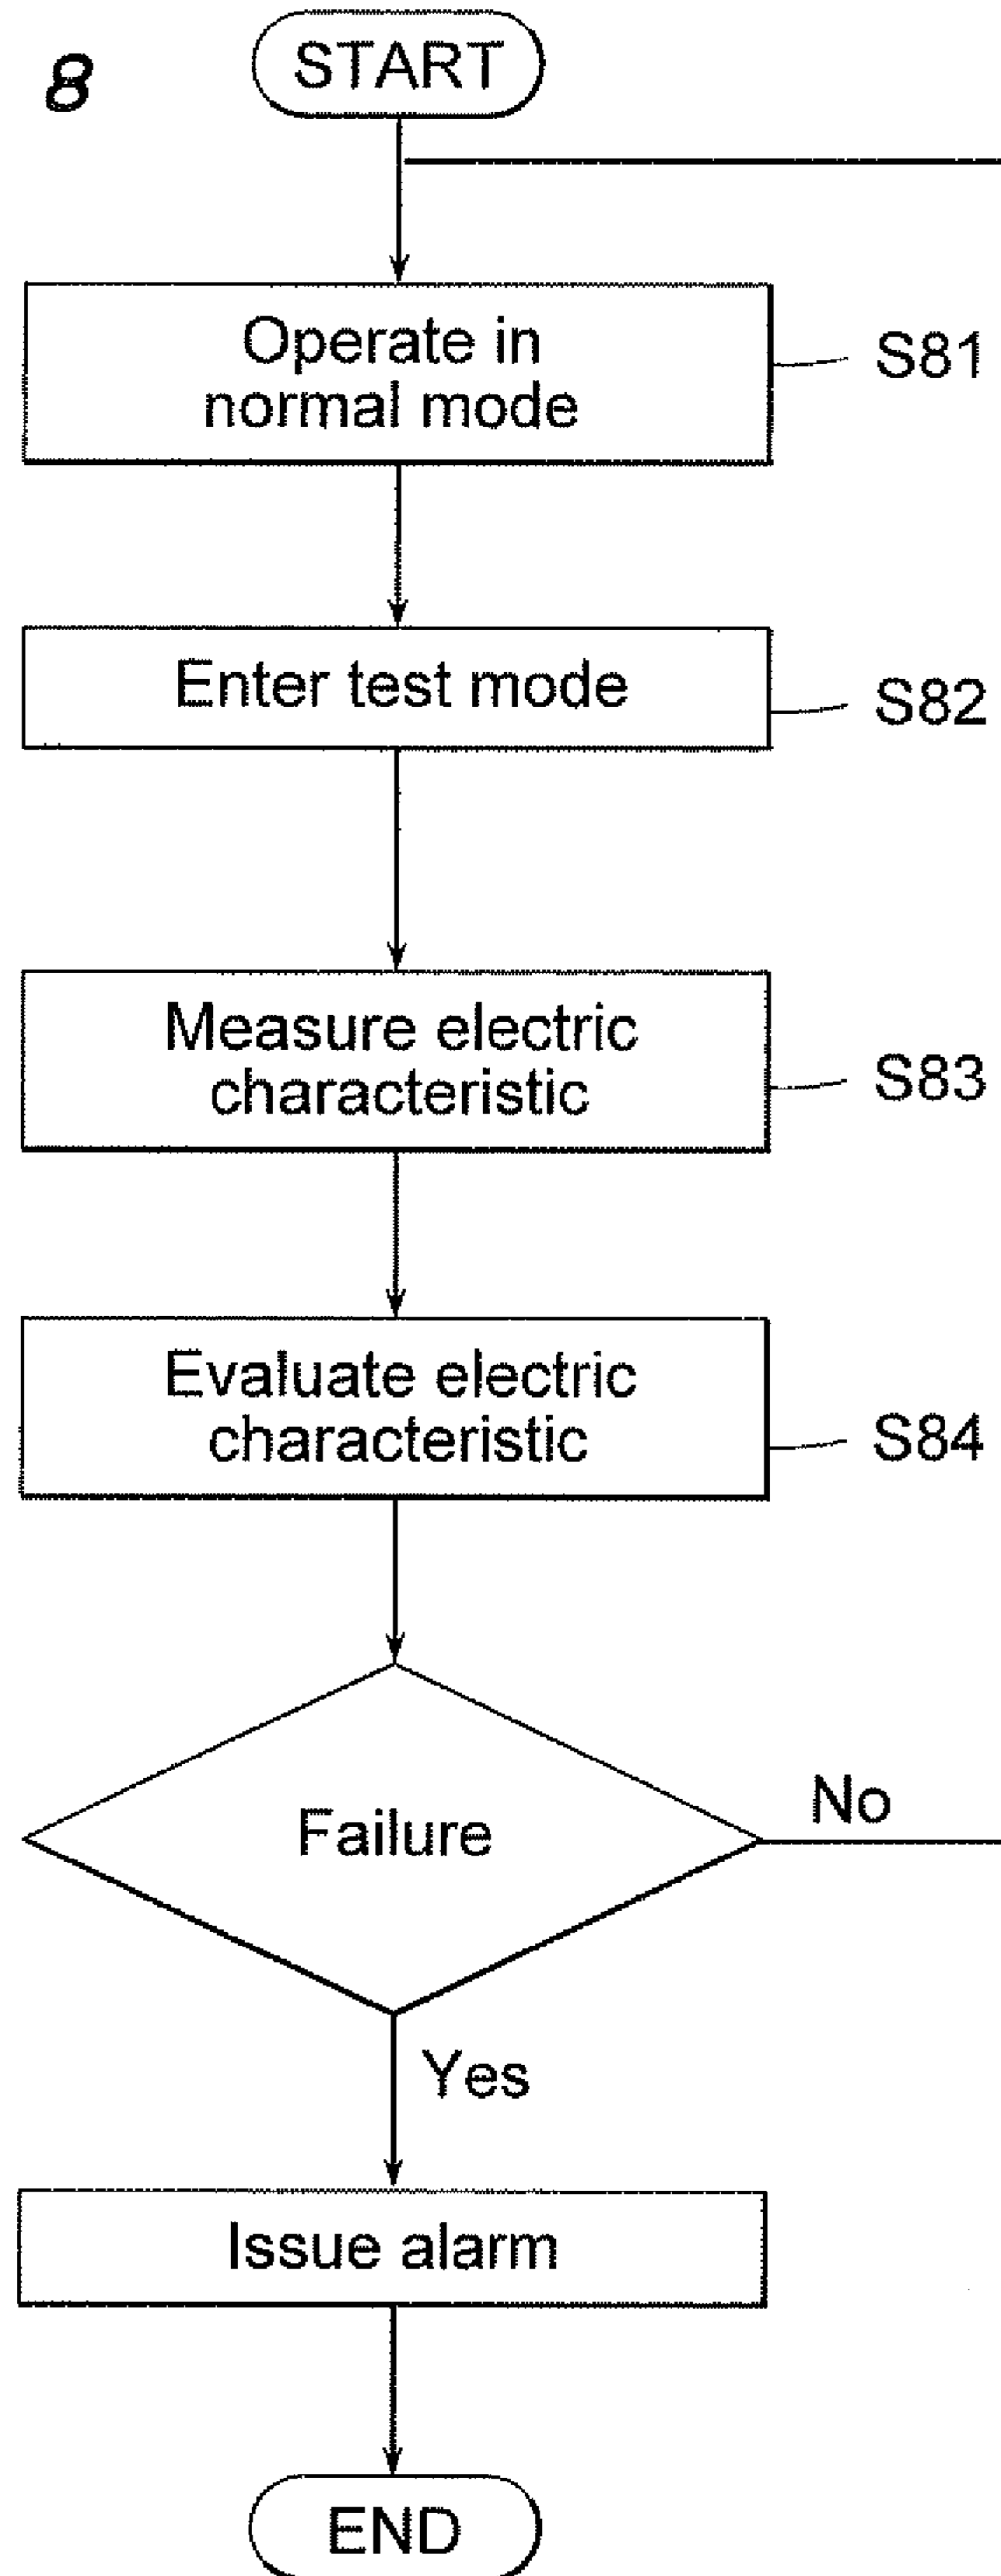 8
START
Operate in
normal mode
S81
Enter test mode
S82
Measure electric
characteristic
S83
Evaluate electric
characteristic
S84
Failure
No
Yes
Issue alarm
END